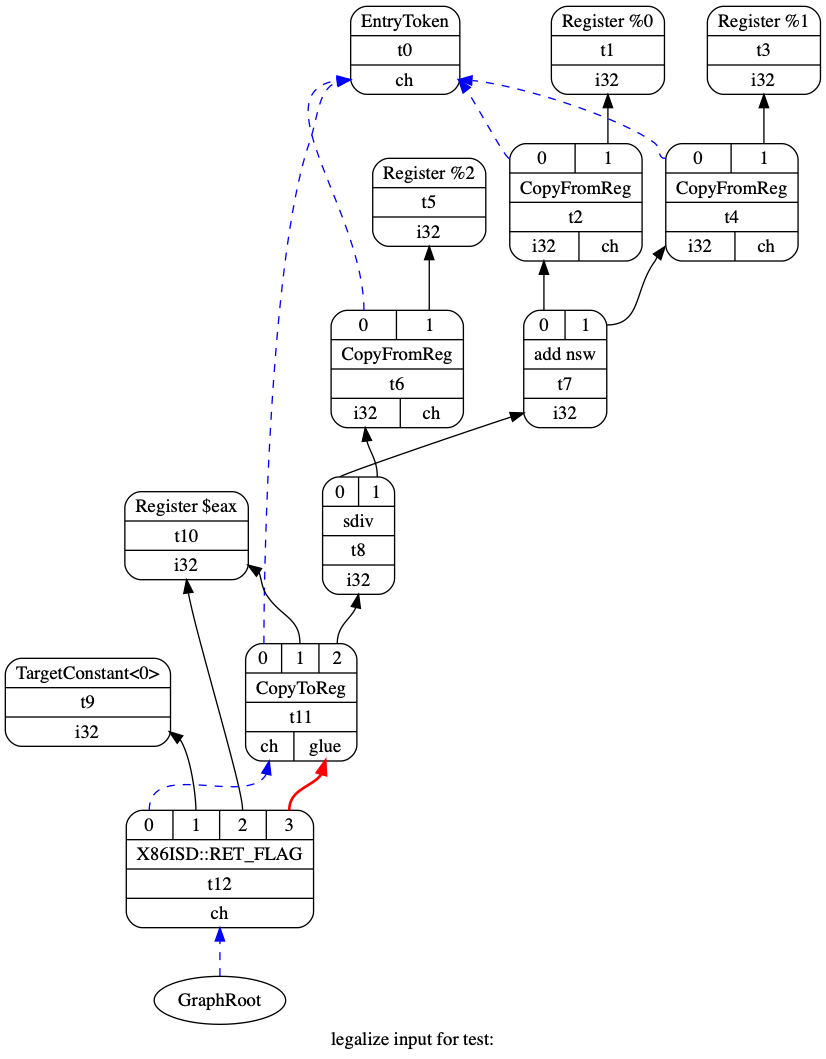 EntryToken
t0
ch
Register %0
t1
i32
Register %1
t3
i32
0 1
CopyFromReg
t2
i32 ch
0 1
CopyFromReg
t4
i32 ch
Register %2
t5
i32
0 1
CopyFromReg
t6
i32 ch
0 1
add nsw
t7
i32
0 1
sdiv
t8
i32
Register $eax
t10
i32
0 1 2
CopyToReg
t11
ch glue
TargetConstant<0>
t9
i32
0 1 2 3
X86ISD::RET_FLAG
t12
ch
GraphRoot
legalize input for test: